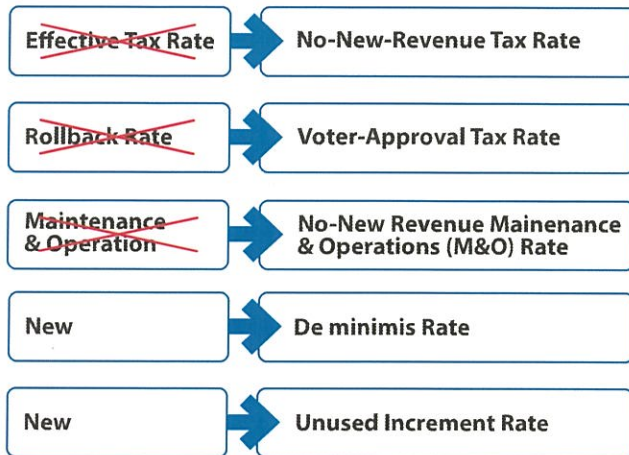 Effective Tax Rate
No-New-Revenue Tax Rate
Rollback Rate
Voter-Approval Tax Rate
Maintenance
& Operation
No-New Revenue Mainenance
& Operations (M&O) Rate
New
De minimis Rate
New
Unused Increment Rate